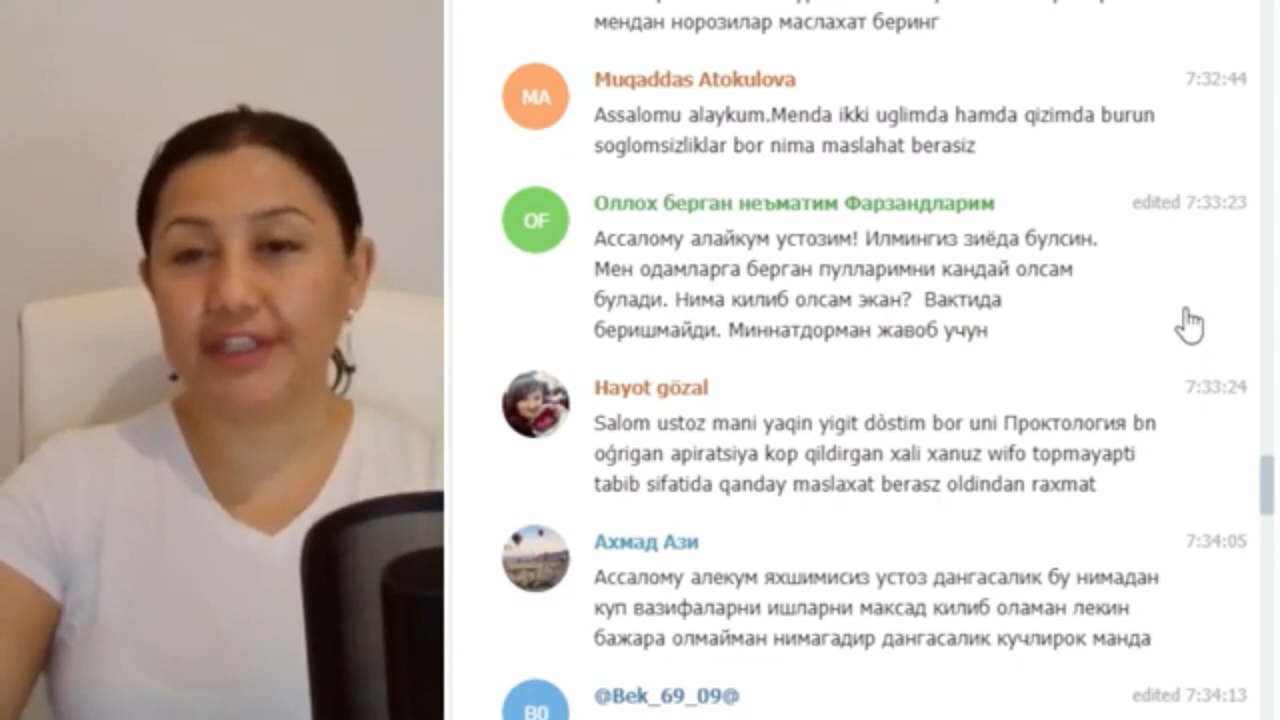 мендан норозилар маслахат беринг
MA
Muqaddas Atokulova
7:32:44
Assalomu alaykum.Menda ikki uglimda hamda qizimda burun
soglomsizliklar bor nima maslahat berasiz
OF
Оллох берган неъматим Фарзандларим
edited 7:33:23
Ассалому алайкум устозим! Илмингиз зиёда булсин.
Мен одамларга берган пулларимни кандай олсам
булади. Нима килиб олсам экан?  Вактида
беришмайди. Миннатдорман жавоб учун
Hayot gözal
7:33:24
Salom ustoz mani yaqin yigit dòstim bor uni Проктология bn
oǵrigan apiratsiya kop qildirgan xali xanuz wifo topmayapti
tabib sifatida qanday maslaxat berasz oldindan raxmat
Ахмад Ази
7:34:05
Ассалому алекум яхшимисиз устоз дангасалик бу нимадан
куп вазифаларни ишларни максад килиб оламан лекин
бажара олмайман нимагадир дангасалик кучлирок манда
B0
@Bek_69_09@
edited 7:34:13